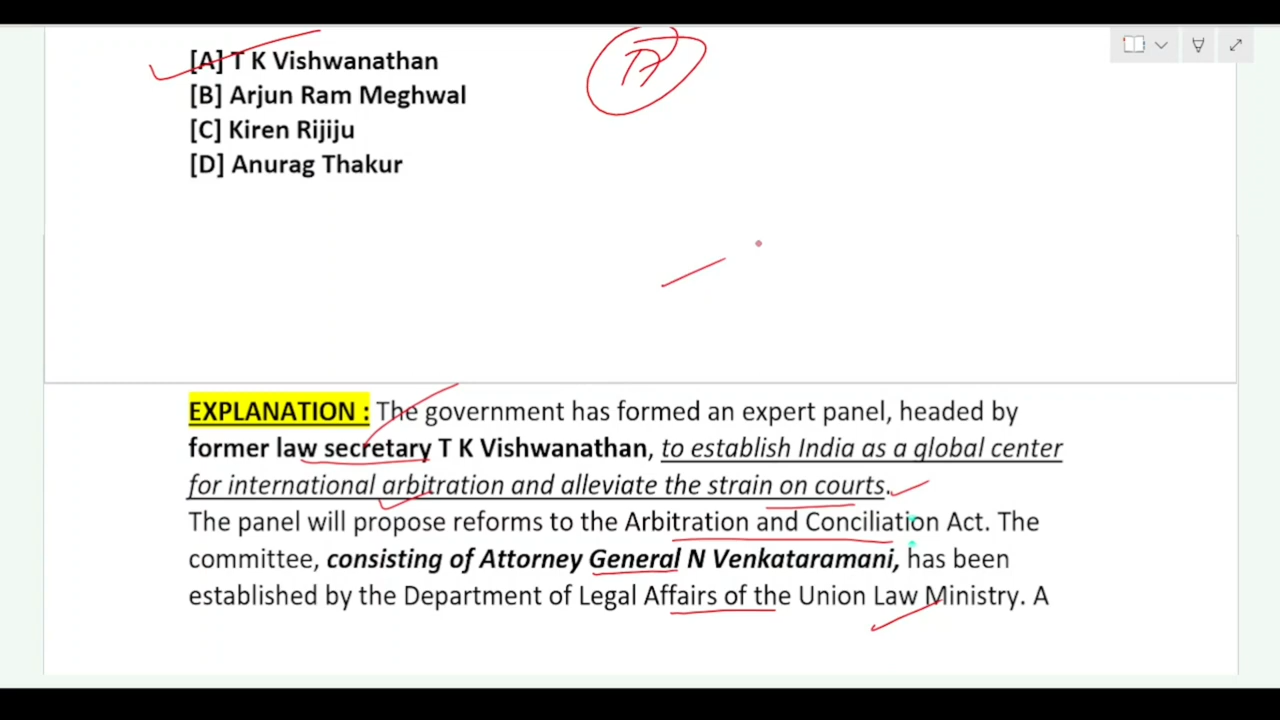 [A] T K Vishwanathan
[B] Arjun Ram Meghwal
[C] Kiren Rijiju
[D] Anurag Thakur
EXPLANATION : The government has formed an expert panel, headed by
former law secretary T K Vishwanathan, to establish India as a global center
for international arbitration and alleviate the strain on courts.
The panel will propose reforms to the Arbitration and Conciliation Act. The
committee, consisting of Attorney General N Venkataramani, has been
established by the Department of Legal Affairs of the Union Law Ministry. A